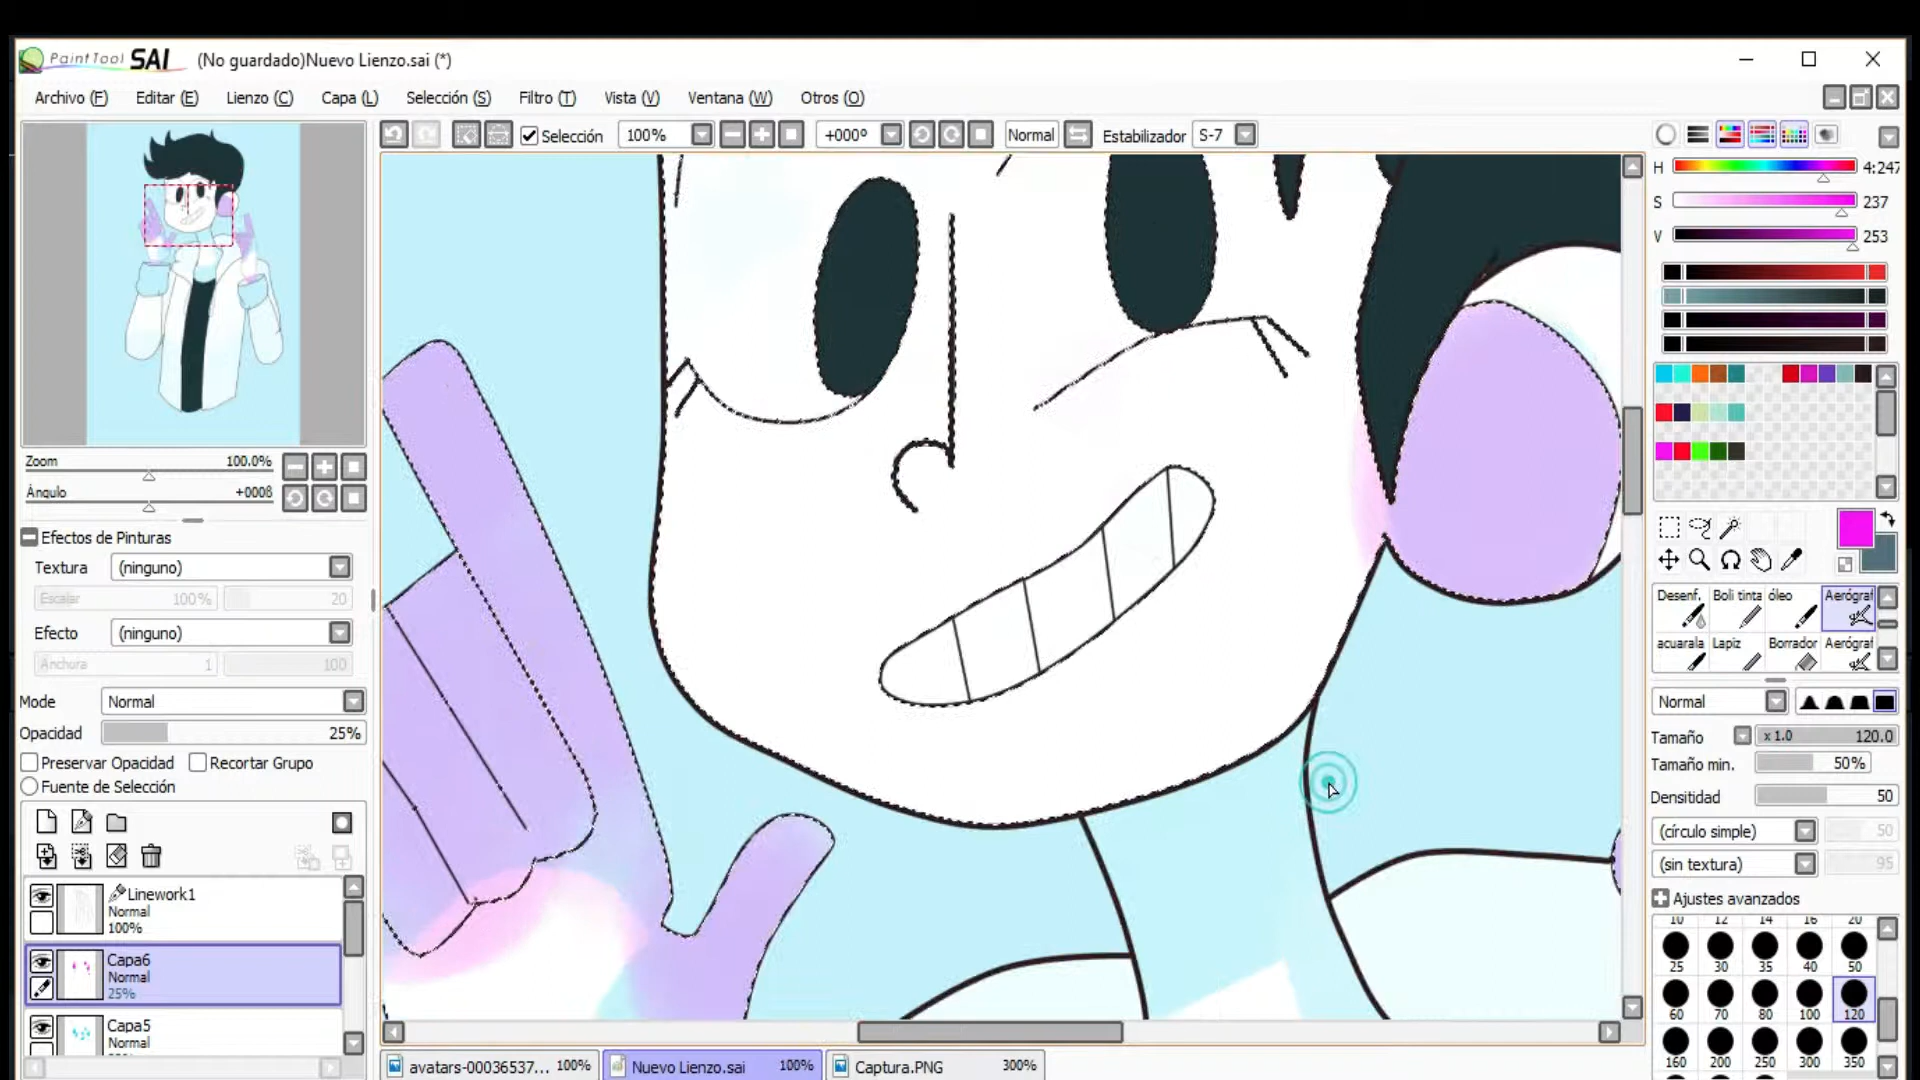 PaintTool SAI (No guardado)Nuevo Lienzo.sai (*)
Archivo (F) Editar (E) Lienzo (C) Capa (L) Selección (S) Filtro (T) Vista (V) Ventana (W) Otros (O)
Selección 100% +000º Normal Estabilizador S-7
H 4:247
S 237
V 253
Zoom 100.0%
Ángulo +0008
Efectos de Pinturas
Textura (ninguno)
Escalar 100% 20
Efecto (ninguno)
Anchura 1 100
Mode Normal
Opacidad 25%
Preservar Opacidad Recortar Grupo
Fuente de Selección
Linework1
Normal
100%
Capa6
Normal
25%
Capa5
Normal
Desenf. Boli tinta óleo Aerógraf
acuarala Lapiz Borrador Aerógraf
Normal
Tamaño x 1.0 120.0
Tamaño min. 50%
Densitidad 50
(círculo simple) 50
(sin textura) 95
Ajustes avanzados
10 12 14 16 20
25 30 35 40 50
60 70 80 100 120
160 200 250 300 350
avatars-00036537... 100% Nuevo Lienzo.sai 100% Captura.PNG 300%